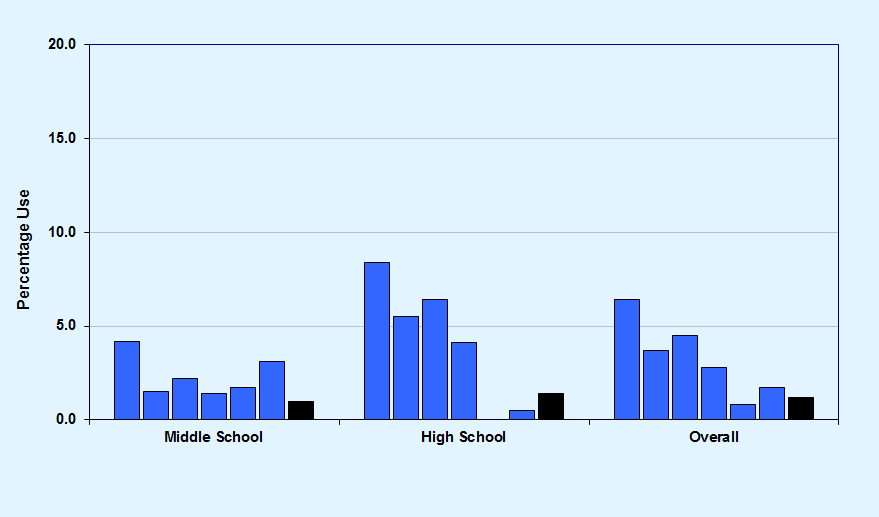 20.0
15.0
10.0
5.0
0.0
Percentage Use
Middle School
High School
Overall